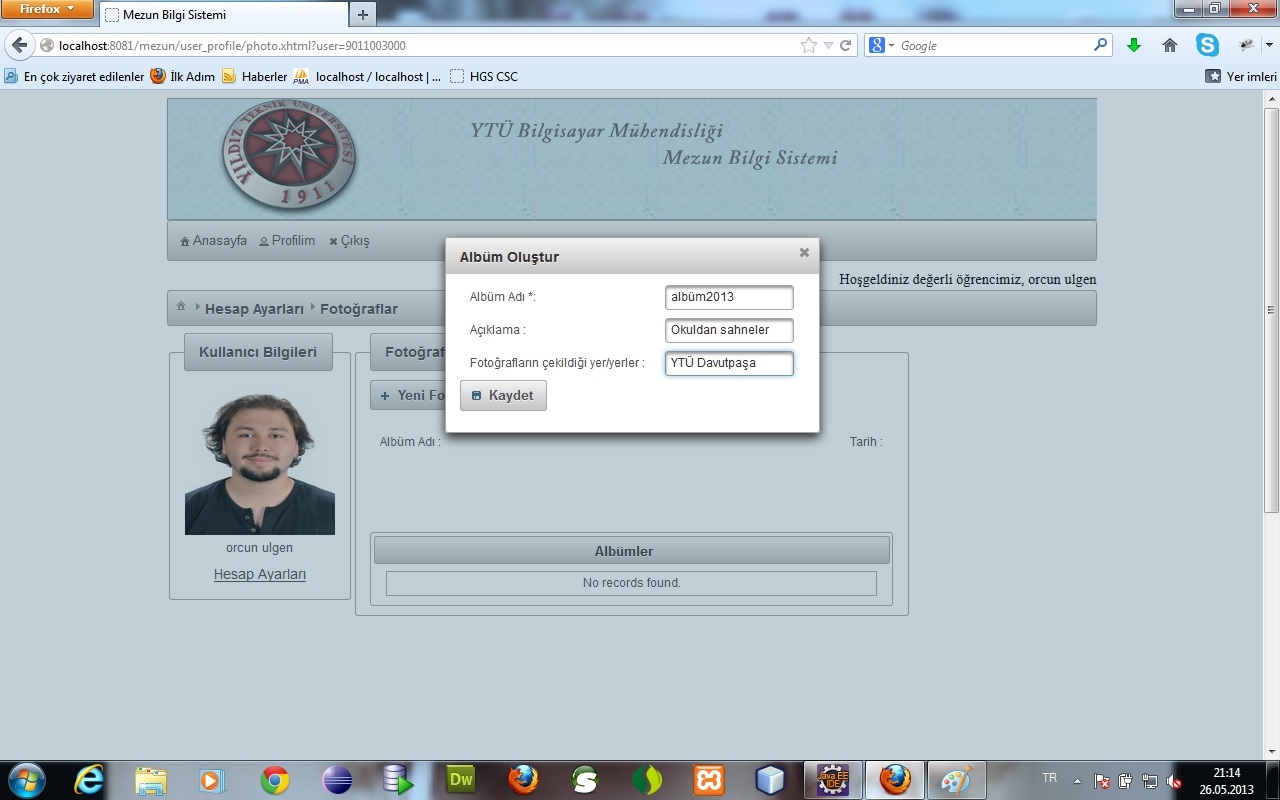 Firefox
Mezun Bilgi Sistemi
localhost:8081/mezun/user_profile/photo.xhtml?user=9011003000
Google
En çok ziyaret edilenler
İlk Adım
Haberler
PMA
localhost / localhost | ...
HGS CSC
Yer imleri
YILDIZ TEKNİK ÜNİVERSİTESİ
1911
YTÜ Bilgisayar Mühendisliği
Mezun Bilgi Sistemi
Anasayfa
Profilim
Çıkış
Hoşgeldiniz değerli öğrencimiz, orcun ulgen
Hesap Ayarları
Fotoğraflar
Albüm Oluştur
Albüm Adı *:
albüm2013
Açıklama :
Okuldan sahneler
Fotoğrafların çekildiği yer/yerler :
YTÜ Davutpaşa
Kaydet
Kullanıcı Bilgileri
orcun ulgen
Hesap Ayarları
Fotoğraf
Yeni Fo
Albüm Adı :
Tarih :
Albümler
No records found.
Dw
Java EE
IDE
TR
21:14
26.05.2013